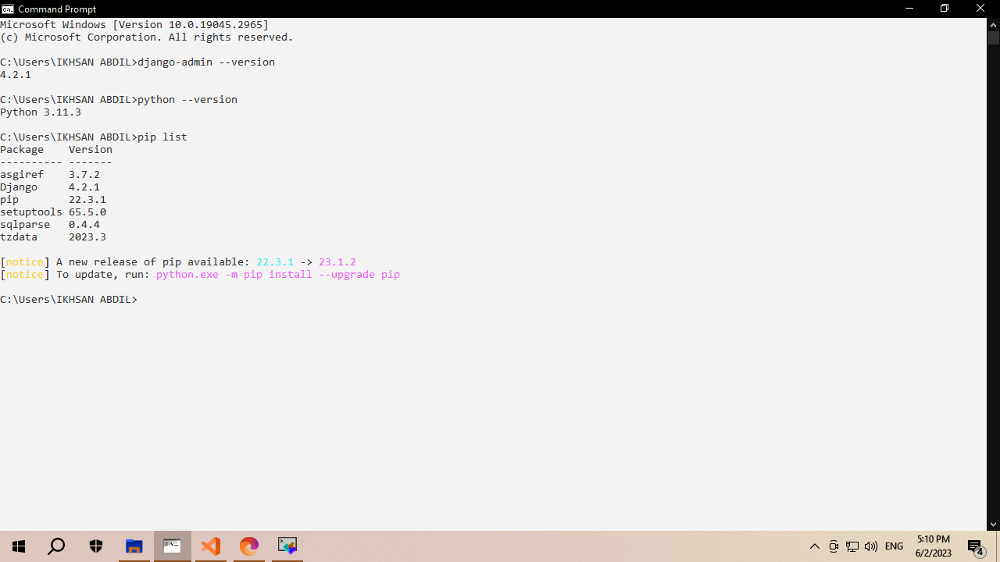 Command Prompt
Microsoft Windows [Version 10.0.19045.2965]
(c) Microsoft Corporation. All rights reserved.
C:\Users\IKHSAN ABDIL>django-admin --version
4.2.1
C:\Users\IKHSAN ABDIL>python --version
Python 3.11.3
C:\Users\IKHSAN ABDIL>pip list
Package    Version
---------- -------
asgiref    3.7.2
Django     4.2.1
pip        22.3.1
setuptools 65.5.0
sqlparse   0.4.4
tzdata     2023.3
[notice] A new release of pip available: 22.3.1 -> 23.1.2
[notice] To update, run: python.exe -m pip install --upgrade pip
C:\Users\IKHSAN ABDIL>
ENG
5:10 PM
6/2/2023
4